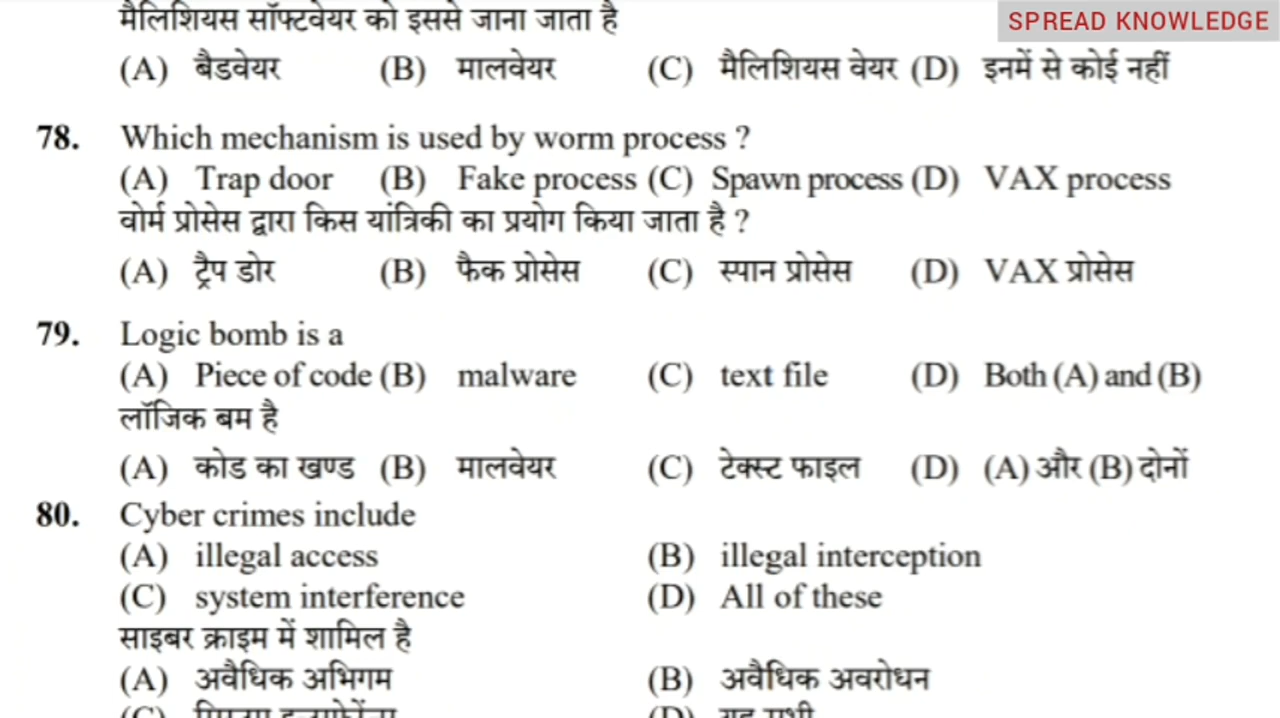 मैलिशियस सॉफ्टवेयर को इससे जाना जाता है
SPREAD KNOWLEDGE
(A) बैडवेयर (B) मालवेयर (C) मैलिशियस वेयर (D) इनमें से कोई नहीं
78. Which mechanism is used by worm process ?
(A) Trap door (B) Fake process (C) Spawn process (D) VAX process
वोर्म प्रोसेस द्वारा किस यांत्रिकी का प्रयोग किया जाता है ?
(A) ट्रैप डोर (B) फैक प्रोसेस (C) स्पान प्रोसेस (D) VAX प्रोसेस
79. Logic bomb is a
(A) Piece of code (B) malware (C) text file (D) Both (A) and (B)
लॉजिक बम है
(A) कोड का खण्ड (B) मालवेयर (C) टेक्स्ट फाइल (D) (A) और (B) दोनों
80. Cyber crimes include
(A) illegal access (B) illegal interception
(C) system interference (D) All of these
साइबर क्राइम में शामिल है
(A) अवैधिक अभिगम (B) अवैधिक अवरोधन
(C) (D) यह सभी